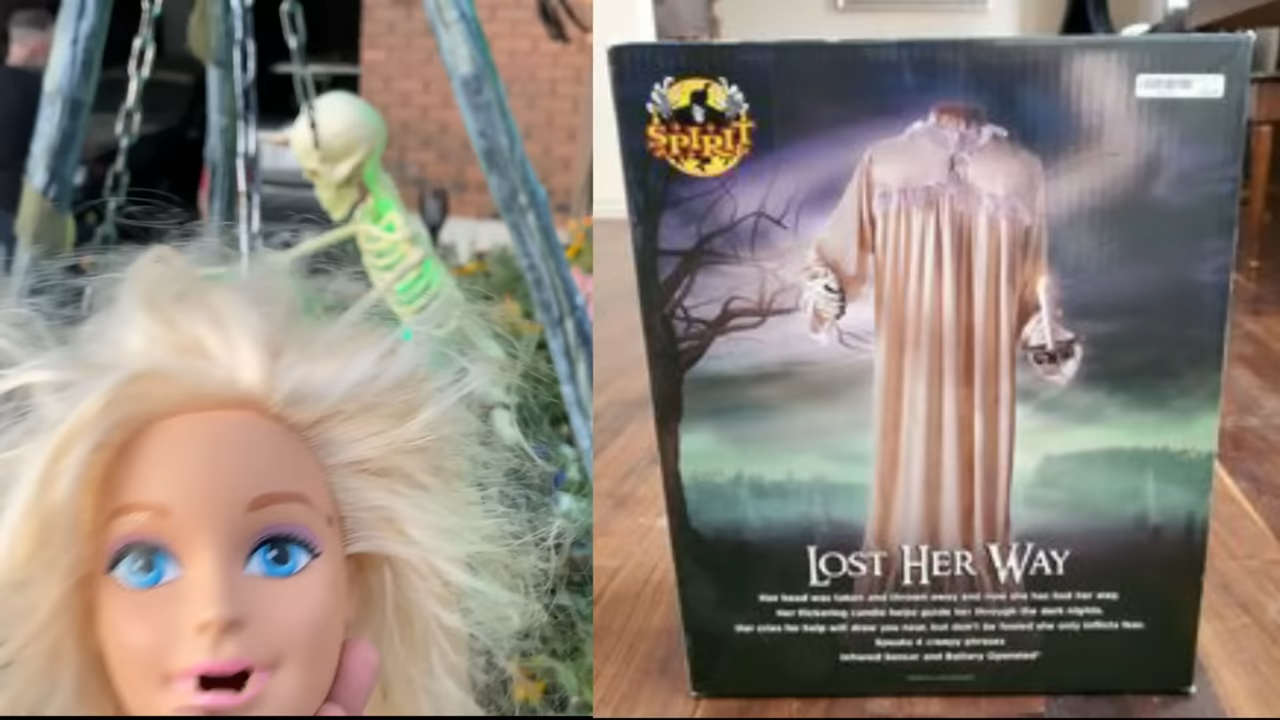 SPIRIT
LOST HER WAY
Her head was taken and thrown away and now she has lost her way.
Her flickering candle helps guide her through the dark nights.
Her cries for help will draw you near, but don't be fooled she only inflicts fear.
Speaks 4 creepy phrases
Infrared Sensor and Battery Operated*